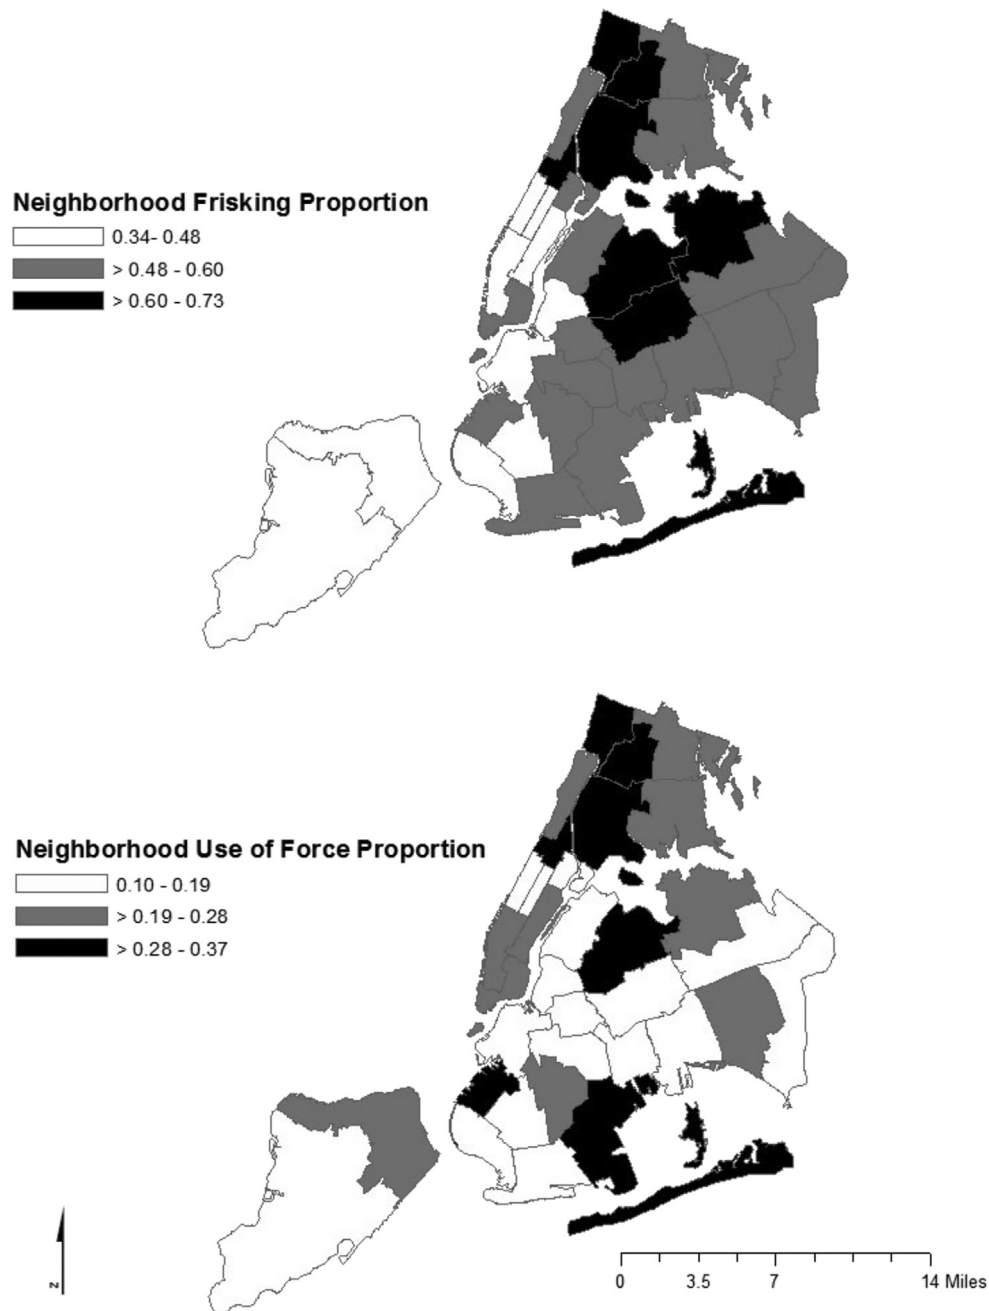 Neighborhood Frisking Proportion
0.34- 0.48
> 0.48 - 0.60
> 0.60 - 0.73
Neighborhood Use of Force Proportion
0.10 - 0.19
> 0.19 - 0.28
> 0.28 - 0.37
N
0 3.5 7 14 Miles